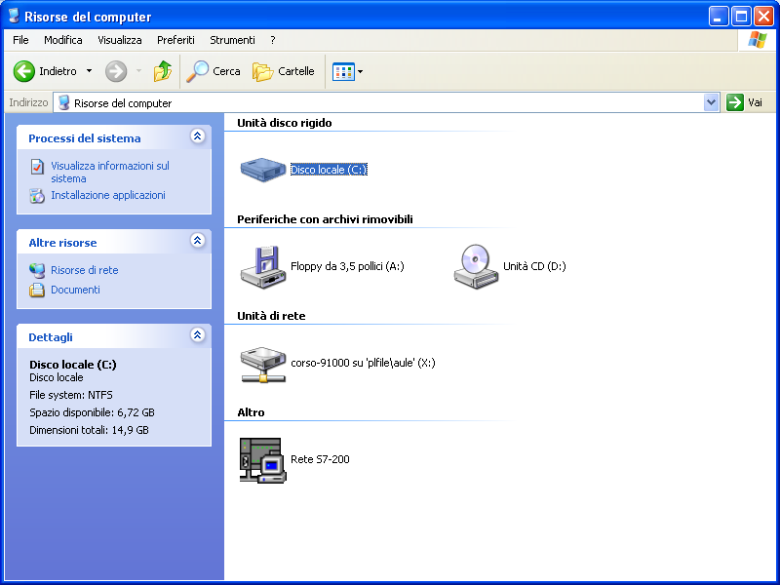 Risorse del computer
File Modifica Visualizza Preferiti Strumenti ?
Indietro Cerca Cartelle
Indirizzo Risorse del computer Vai
Processi del sistema
Visualizza informazioni sul
sistema
Installazione applicazioni
Altre risorse
Risorse di rete
Documenti
Dettagli
Disco locale (C:)
Disco locale
File system: NTFS
Spazio disponibile: 6,72 GB
Dimensioni totali: 14,9 GB
Unità disco rigido
Disco locale (C:)
Periferiche con archivi rimovibili
Floppy da 3,5 pollici (A:) Unità CD (D:)
Unità di rete
corso-91000 su 'plfile\aule' (X:)
Altro
Rete S7-200